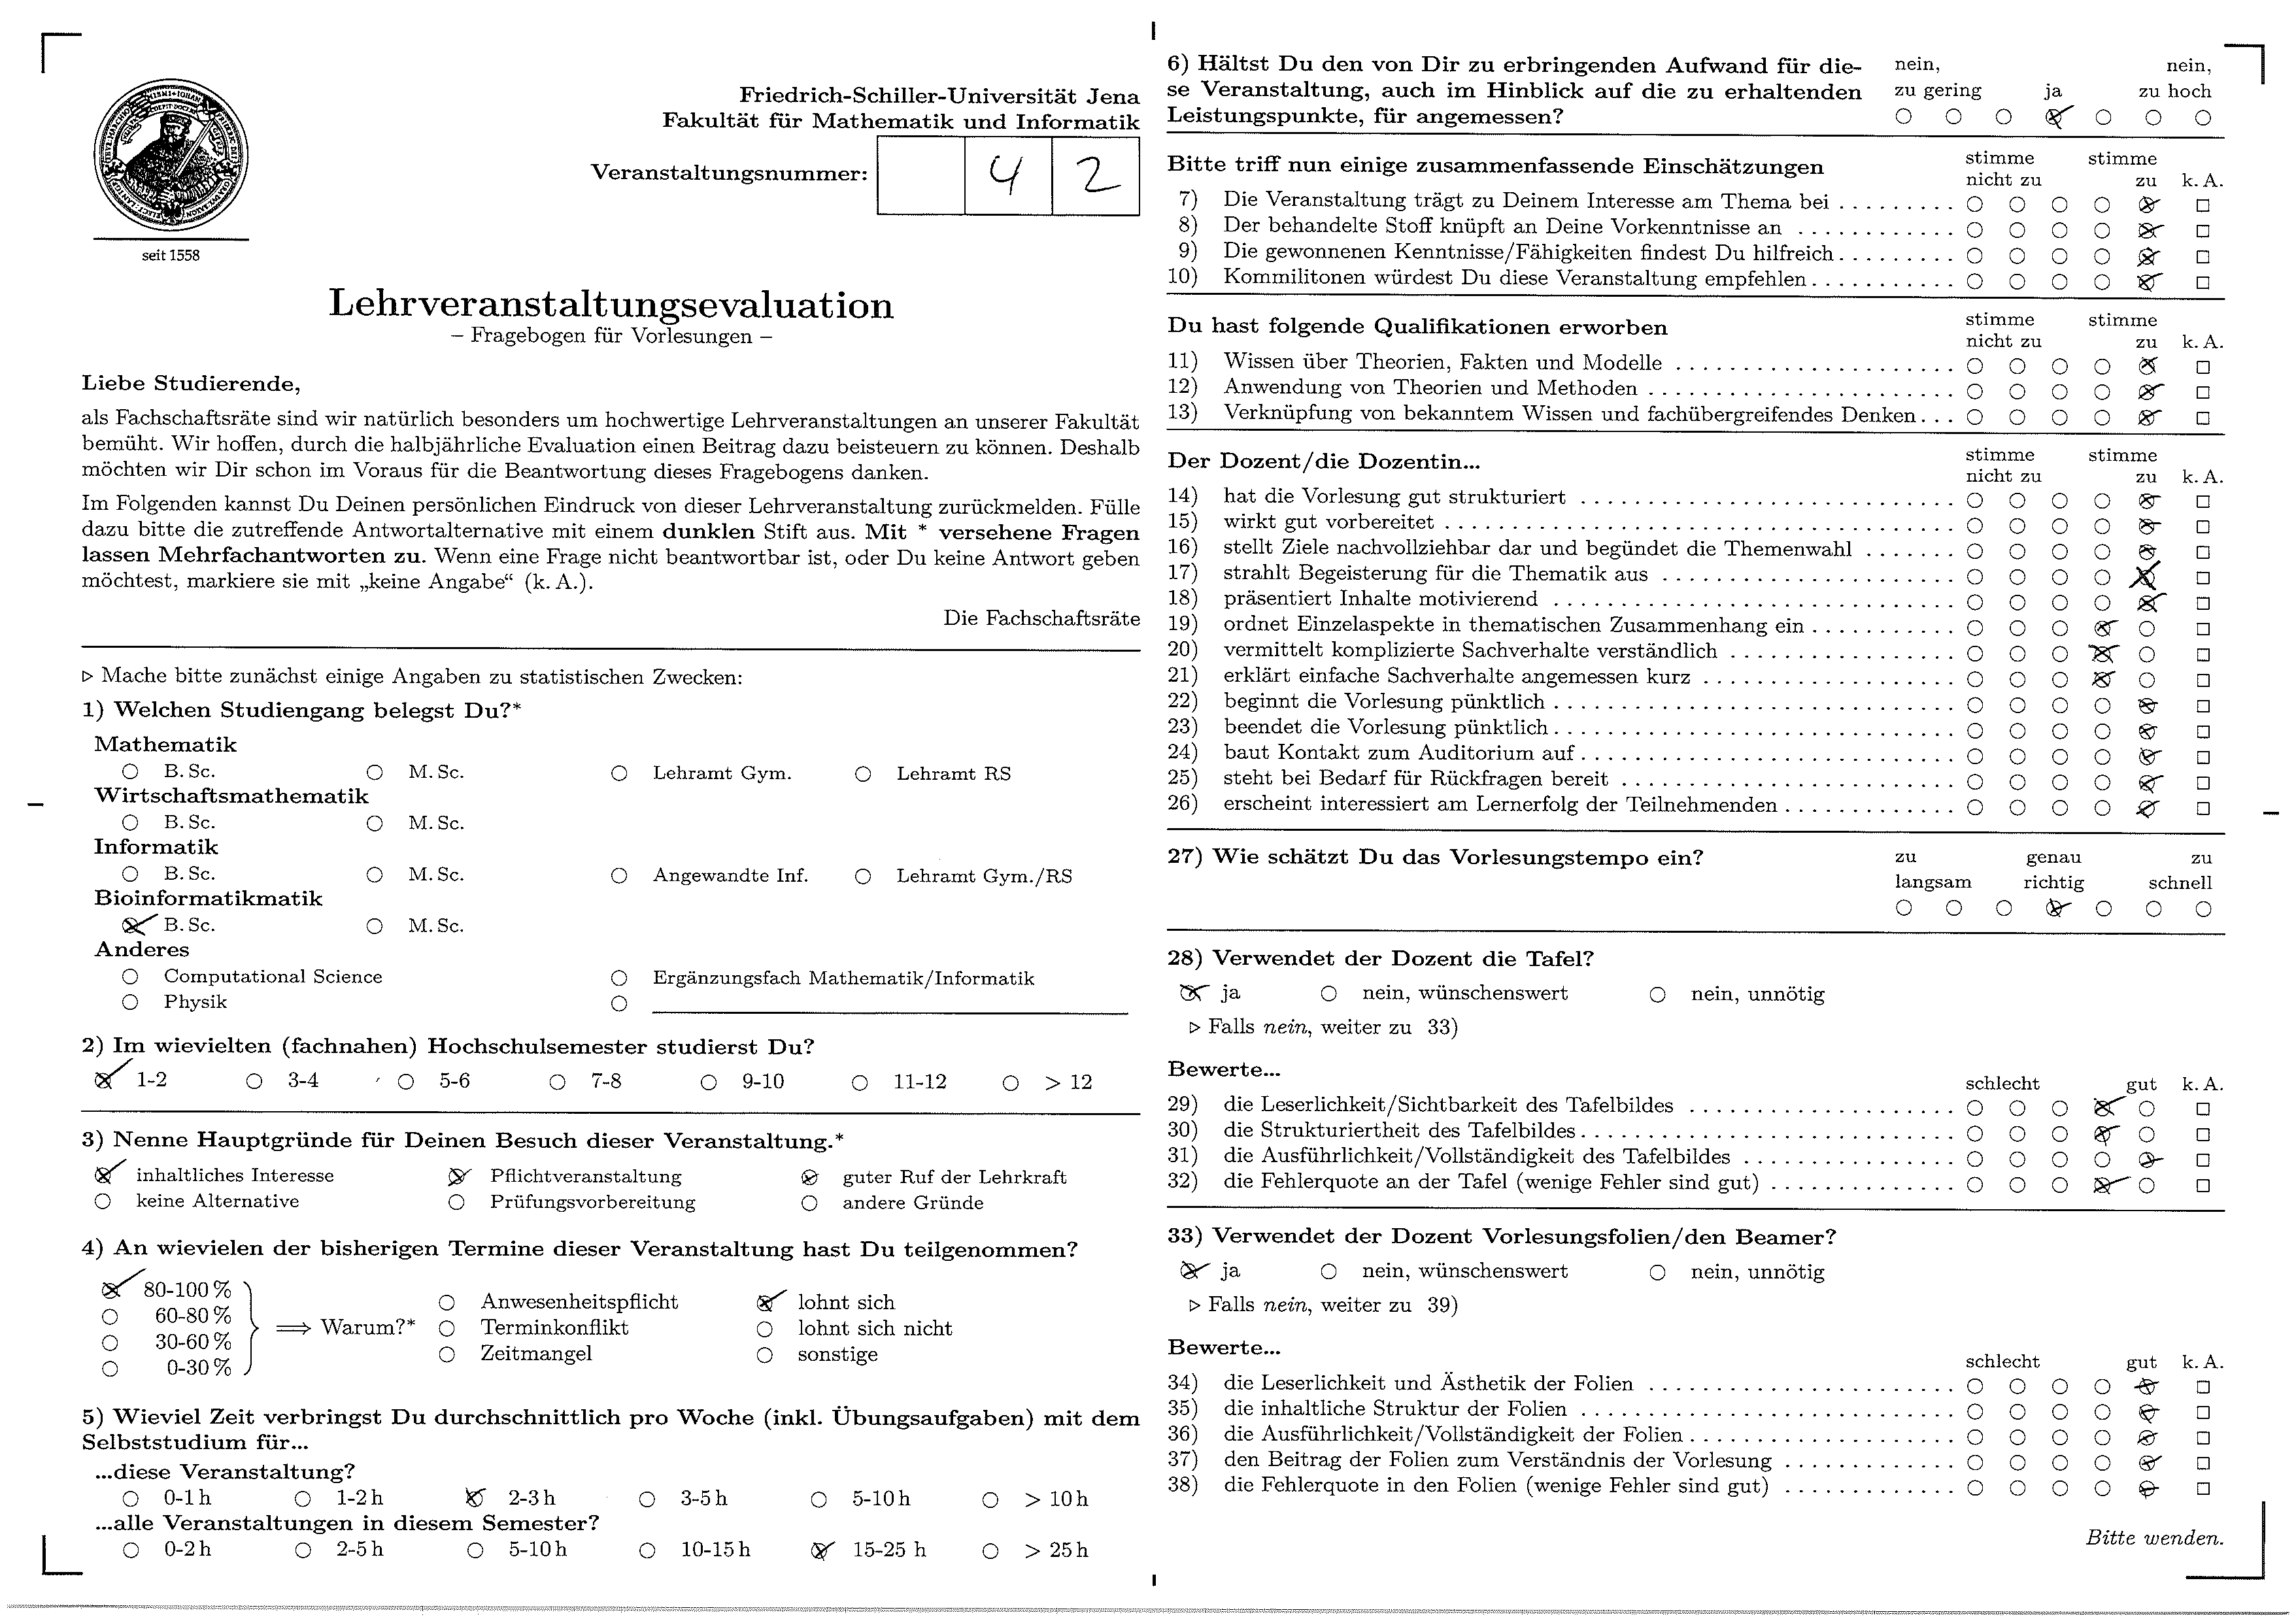 Friedrich-Schiller-Universität Jena
Fakultät für Mathematik und Informatik
Veranstaltungsnummer: 4 2
seit 1558
Lehrveranstaltungsevaluation
– Fragebogen für Vorlesungen –
Liebe Studierende,
als Fachschaftsräte sind wir natürlich besonders um hochwertige Lehrveranstaltungen an unserer Fakultät
bemüht. Wir hoffen, durch die halbjährliche Evaluation einen Beitrag dazu beisteuern zu können. Deshalb
möchten wir Dir schon im Voraus für die Beantwortung dieses Fragebogens danken.
Im Folgenden kannst Du Deinen persönlichen Eindruck von dieser Lehrveranstaltung zurückmelden. Fülle
dazu bitte die zutreffende Antwortalternative mit einem dunklen Stift aus. Mit * versehene Fragen
lassen Mehrfachantworten zu. Wenn eine Frage nicht beantwortbar ist, oder Du keine Antwort geben
möchtest, markiere sie mit „keine Angabe“ (k. A.).
Die Fachschaftsräte
▷ Mache bitte zunächst einige Angaben zu statistischen Zwecken:
1) Welchen Studiengang belegst Du?*
Mathematik
B. Sc. M. Sc. Lehramt Gym. Lehramt RS
Wirtschaftsmathematik
B. Sc. M. Sc.
Informatik
B. Sc. M. Sc. Angewandte Inf. Lehramt Gym./RS
Bioinformatikmatik
B. Sc. M. Sc.
Anderes
Computational Science Ergänzungsfach Mathematik/Informatik
Physik
2) Im wievielten (fachnahen) Hochschulsemester studierst Du?
1-2 3-4 5-6 7-8 9-10 11-12 > 12
3) Nenne Hauptgründe für Deinen Besuch dieser Veranstaltung.*
inhaltliches Interesse Pflichtveranstaltung guter Ruf der Lehrkraft
keine Alternative Prüfungsvorbereitung andere Gründe
4) An wievielen der bisherigen Termine dieser Veranstaltung hast Du teilgenommen?
80-100 %
60-80 %
30-60 %
0-30 %
⟹ Warum?*
Anwesenheitspflicht lohnt sich
Terminkonflikt lohnt sich nicht
Zeitmangel sonstige
5) Wieviel Zeit verbringst Du durchschnittlich pro Woche (inkl. Übungsaufgaben) mit dem
Selbststudium für...
...diese Veranstaltung?
0-1 h 1-2 h 2-3 h 3-5 h 5-10 h > 10 h
...alle Veranstaltungen in diesem Semester?
0-2 h 2-5 h 5-10 h 10-15 h 15-25 h > 25 h
6) Hältst Du den von Dir zu erbringenden Aufwand für die-
se Veranstaltung, auch im Hinblick auf die zu erhaltenden
Leistungspunkte, für angemessen?
nein, nein,
zu gering ja zu hoch
Bitte triff nun einige zusammenfassende Einschätzungen
stimme stimme
nicht zu zu k. A.
7) Die Veranstaltung trägt zu Deinem Interesse am Thema bei
8) Der behandelte Stoff knüpft an Deine Vorkenntnisse an
9) Die gewonnenen Kenntnisse/Fähigkeiten findest Du hilfreich
10) Kommilitonen würdest Du diese Veranstaltung empfehlen
Du hast folgende Qualifikationen erworben
stimme stimme
nicht zu zu k. A.
11) Wissen über Theorien, Fakten und Modelle
12) Anwendung von Theorien und Methoden
13) Verknüpfung von bekanntem Wissen und fachübergreifendes Denken
Der Dozent/die Dozentin...
stimme stimme
nicht zu zu k. A.
14) hat die Vorlesung gut strukturiert
15) wirkt gut vorbereitet
16) stellt Ziele nachvollziehbar dar und begündet die Themenwahl
17) strahlt Begeisterung für die Thematik aus
18) präsentiert Inhalte motivierend
19) ordnet Einzelaspekte in thematischen Zusammenhang ein
20) vermittelt komplizierte Sachverhalte verständlich
21) erklärt einfache Sachverhalte angemessen kurz
22) beginnt die Vorlesung pünktlich
23) beendet die Vorlesung pünktlich
24) baut Kontakt zum Auditorium auf
25) steht bei Bedarf für Rückfragen bereit
26) erscheint interessiert am Lernerfolg der Teilnehmenden
27) Wie schätzt Du das Vorlesungstempo ein?
zu genau zu
langsam richtig schnell
28) Verwendet der Dozent die Tafel?
ja nein, wünschenswert nein, unnötig
▷ Falls nein, weiter zu 33)
Bewerte...
schlecht gut k. A.
29) die Leserlichkeit/Sichtbarkeit des Tafelbildes
30) die Strukturiertheit des Tafelbildes
31) die Ausführlichkeit/Vollständigkeit des Tafelbildes
32) die Fehlerquote an der Tafel (wenige Fehler sind gut)
33) Verwendet der Dozent Vorlesungsfolien/den Beamer?
ja nein, wünschenswert nein, unnötig
▷ Falls nein, weiter zu 39)
Bewerte...
schlecht gut k. A.
34) die Leserlichkeit und Ästhetik der Folien
35) die inhaltliche Struktur der Folien
36) die Ausführlichkeit/Vollständigkeit der Folien
37) den Beitrag der Folien zum Verständnis der Vorlesung
38) die Fehlerquote in den Folien (wenige Fehler sind gut)
Bitte wenden.